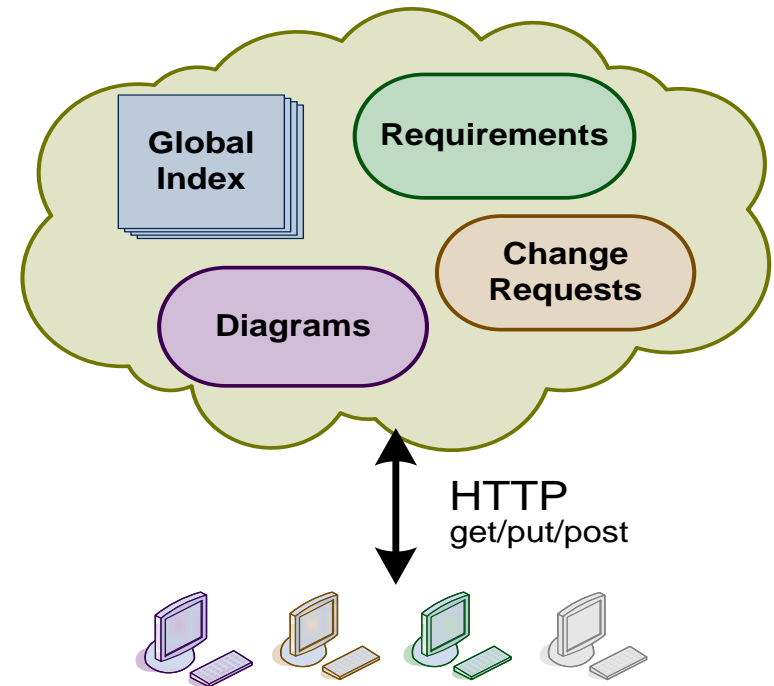 Global
Index
Requirements
Change
Requests
Diagrams
HTTP
get/put/post